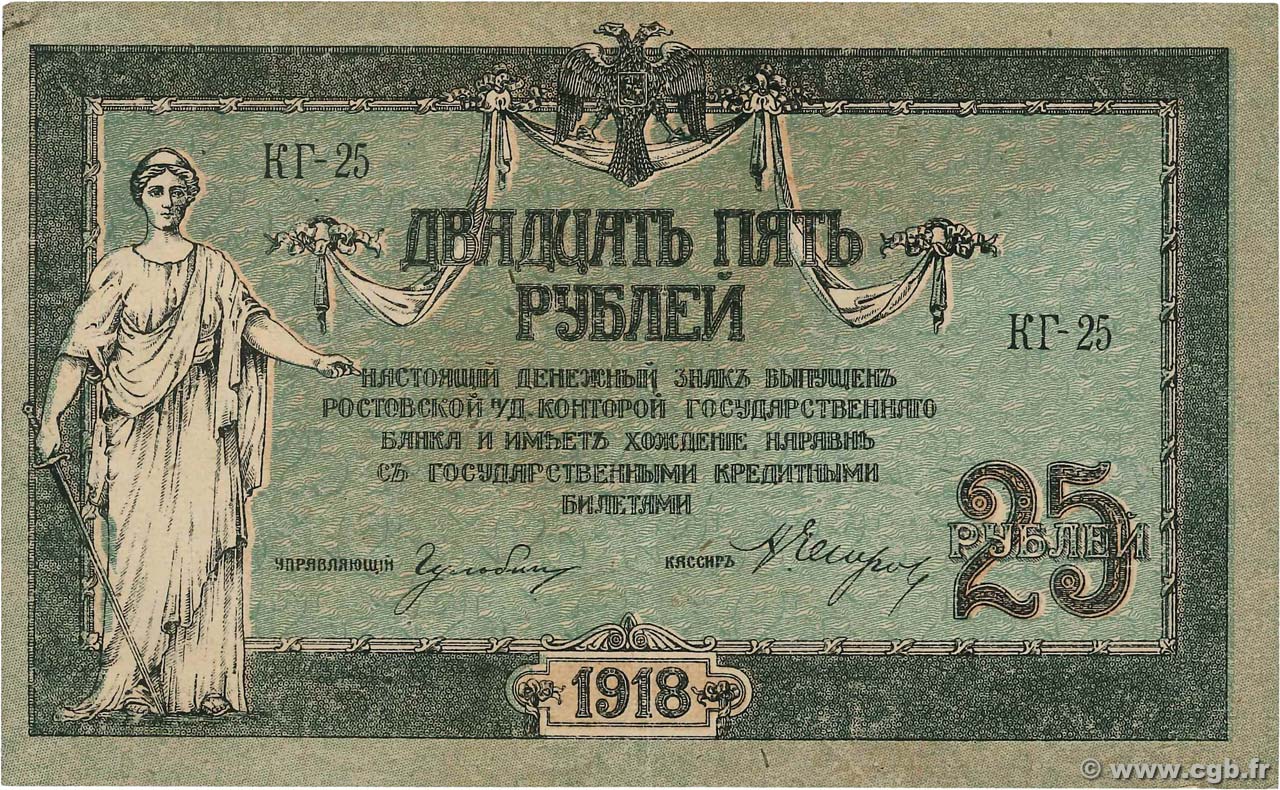 КГ-25
ДВАДЦАТЬ ПЯТЬ
РУБЛЕЙ
КГ-25
НАСТОЯЩІЙ ДЕНЕЖНЫЙ ЗНАКЪ ВЫПУЩЕНЪ
РОСТОВСКОЙ Н/Д. КОНТОРОЙ ГОСУДАРСТВЕННАГО
БАНКА И ИМѢЕТЪ ХОЖДЕНІЕ НАРАВНѢ
СЪ ГОСУДАРСТВЕННЫМИ КРЕДИТНЫМИ
БИЛЕТАМИ
25
РУБЛЕЙ
УПРАВЛЯЮЩІЙ Гульбин КАССИРЪ
1918
© www.cgb.fr